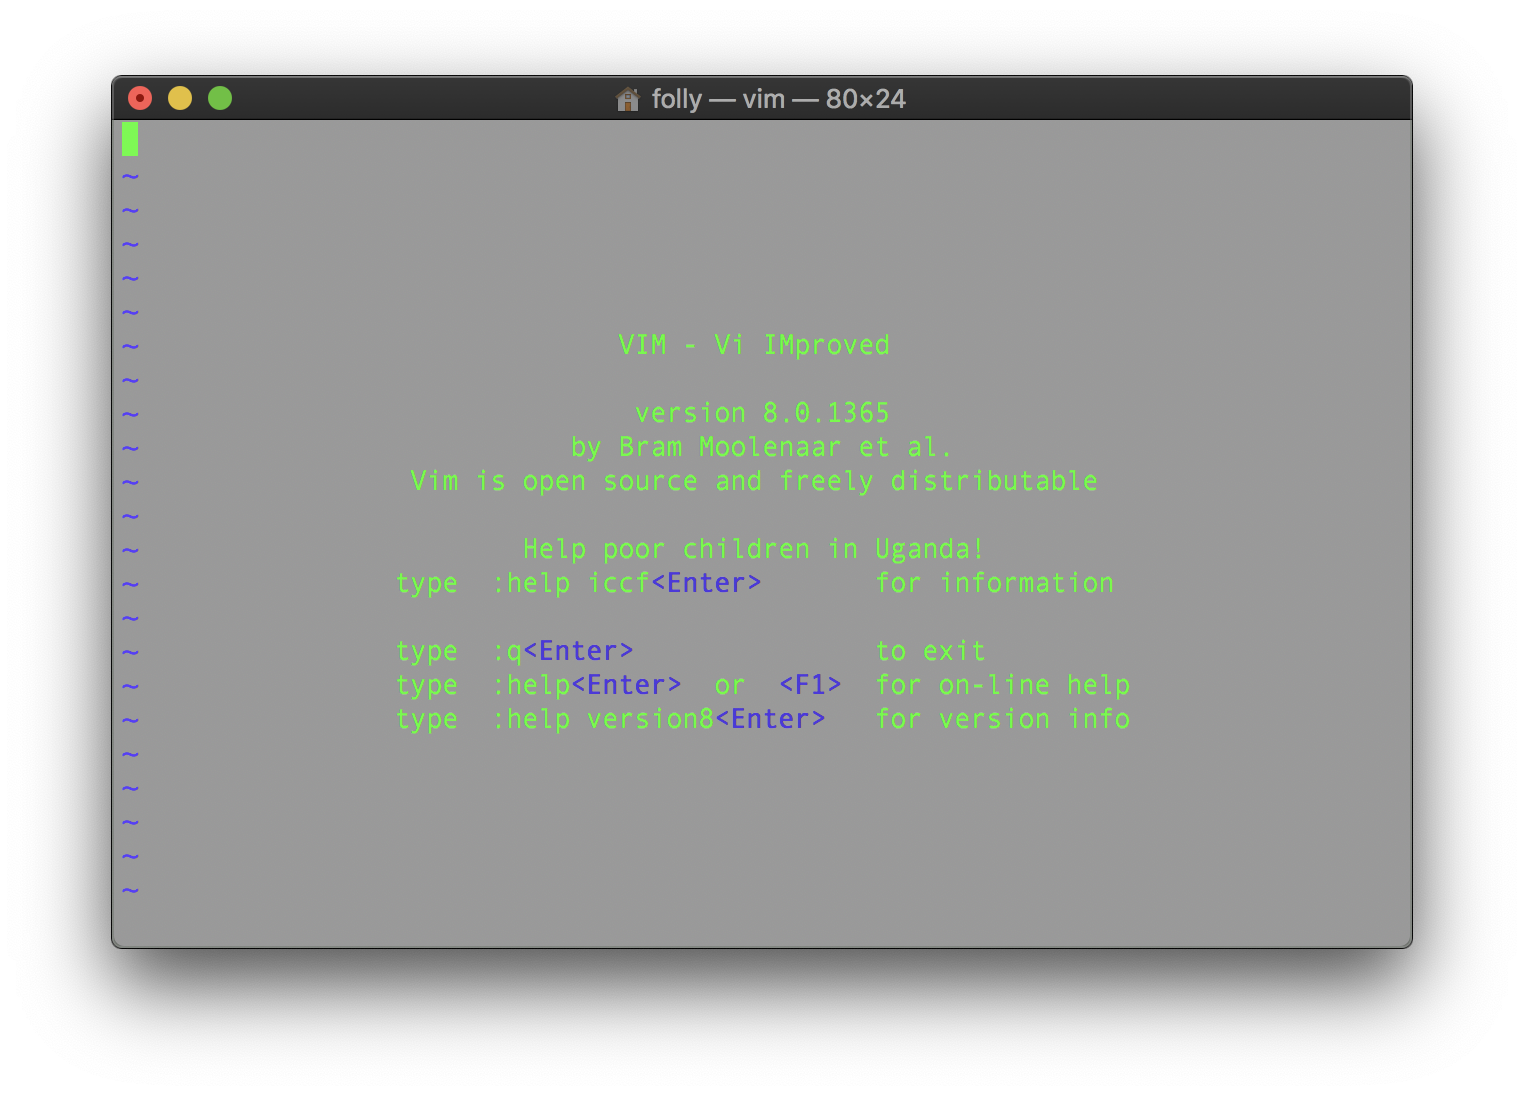 folly — vim — 80×24
~
~
~
~
~
~ VIM - Vi IMproved
~
~ version 8.0.1365
~ by Bram Moolenaar et al.
~ Vim is open source and freely distributable
~
~ Help poor children in Uganda!
~ type :help iccf<Enter> for information
~
~ type :q<Enter> to exit
~ type :help<Enter> or <F1> for on-line help
~ type :help version8<Enter> for version info
~
~
~
~
~